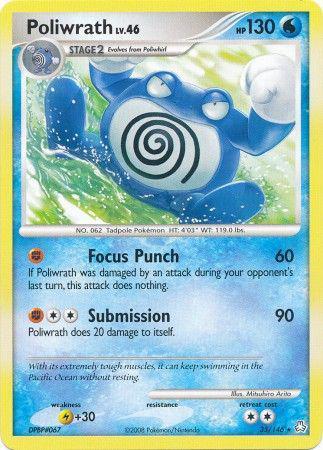 Poliwrath LV.46 HP 130
STAGE2 Evolves from Poliwhirl
NO. 062 Tadpole Pokémon HT: 4'03" WT: 119.0 lbs.
Focus Punch 60
If Poliwrath was damaged by an attack during your opponent's
last turn, this attack does nothing.
Submission 90
Poliwrath does 20 damage to itself.
With its extremely tough muscles, it can keep swimming in the
Pacific Ocean without resting.
Illus. Mitsuhiro Arita
weakness resistance retreat cost
+30
DPBP#067 ©2008 Pokémon/Nintendo 35/146 ★